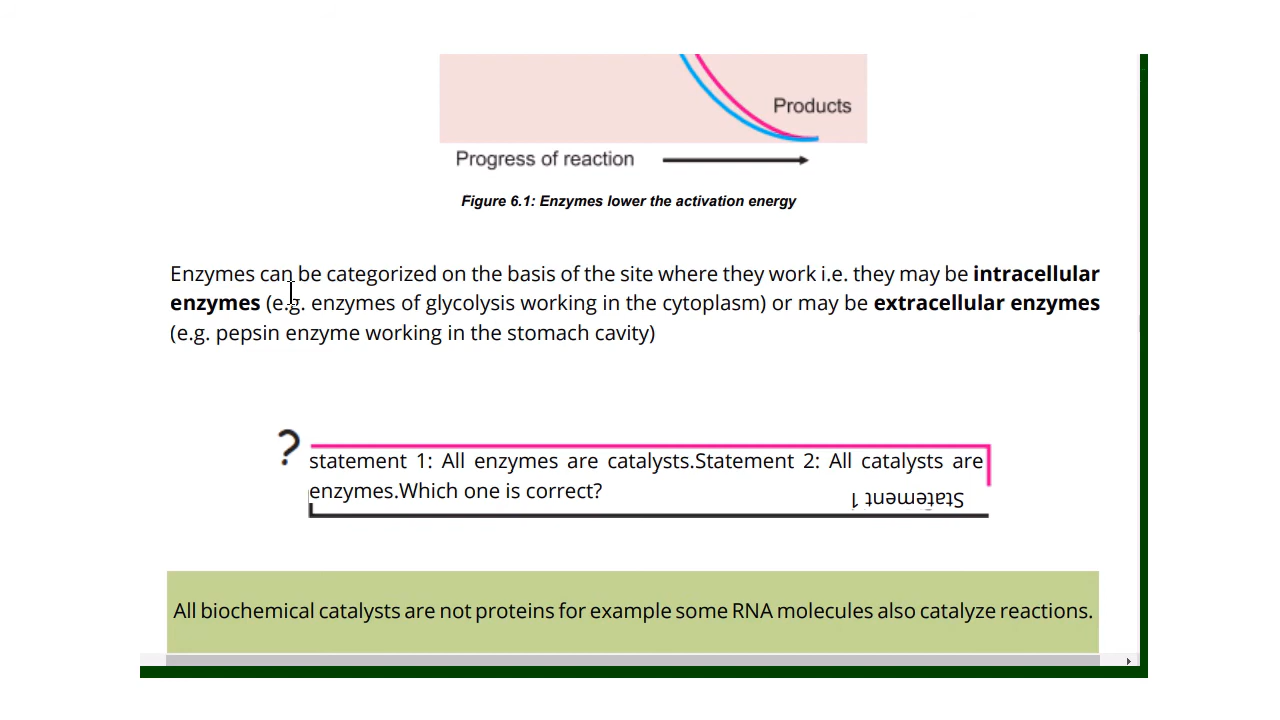 Products
Progress of reaction
Figure 6.1: Enzymes lower the activation energy
Enzymes can be categorized on the basis of the site where they work i.e. they may be intracellular
enzymes (e.g. enzymes of glycolysis working in the cytoplasm) or may be extracellular enzymes
(e.g. pepsin enzyme working in the stomach cavity)
?
statement 1: All enzymes are catalysts.Statement 2: All catalysts are
enzymes.Which one is correct?
Statement 1
All biochemical catalysts are not proteins for example some RNA molecules also catalyze reactions.